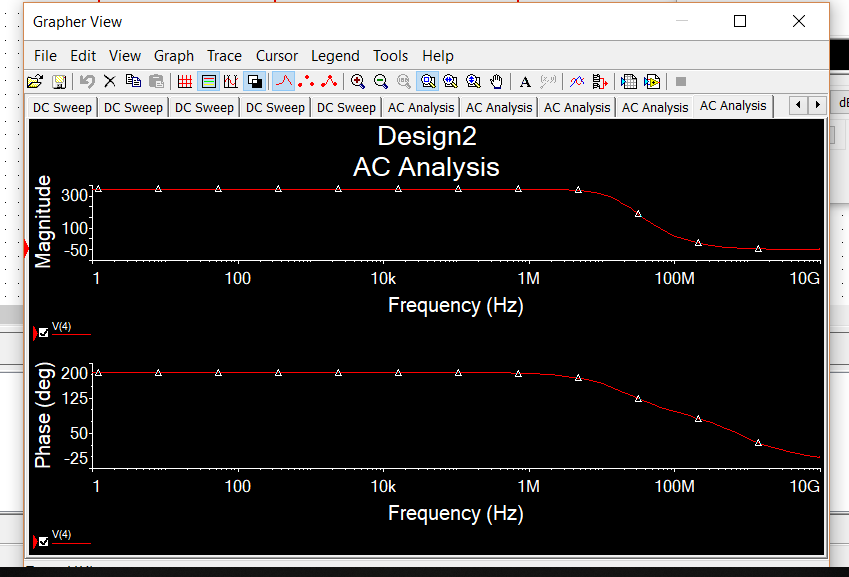 Grapher View
File Edit View Graph Trace Cursor Legend Tools Help
A
DC Sweep DC Sweep DC Sweep DC Sweep DC Sweep AC Analysis AC Analysis AC Analysis AC Analysis AC Analysis
Design2
AC Analysis
Magnitude
300
100
-50
1 100 10k 1M 100M 10G
Frequency (Hz)
V(4)
Phase (deg)
200
125
50
-25
1 100 10k 1M 100M 10G
Frequency (Hz)
V(4)